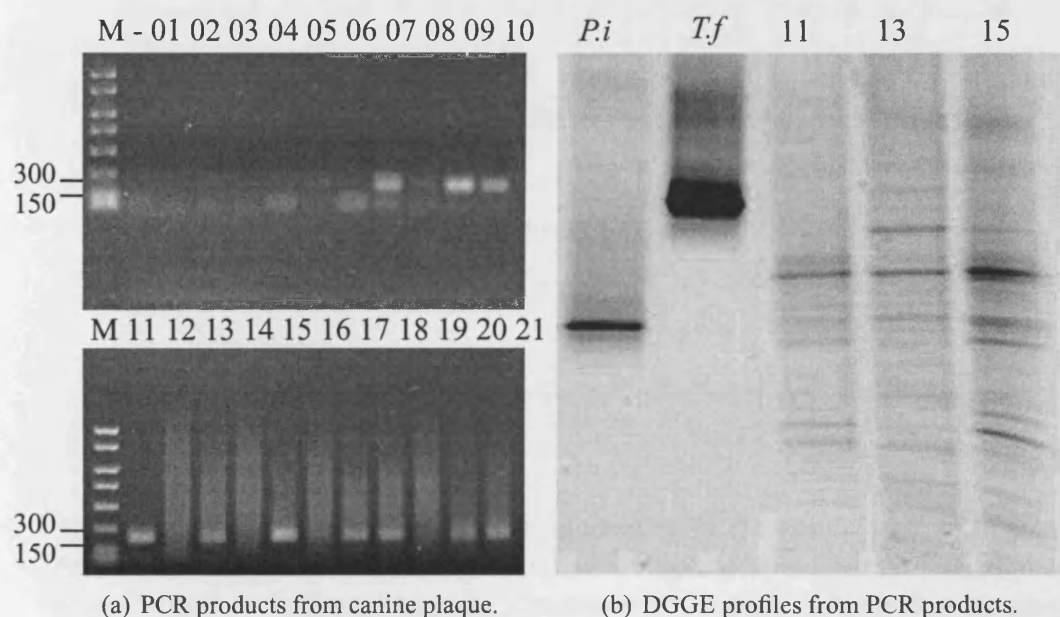 M - 01 02 03 04 05 06 07 08 09 10
300
150
M 11 12 13 14 15 16 17 18 19 20 21
300
150
(a) PCR products from canine plaque.
P.i T.f 11 13 15
(b) DGGE profiles from PCR products.